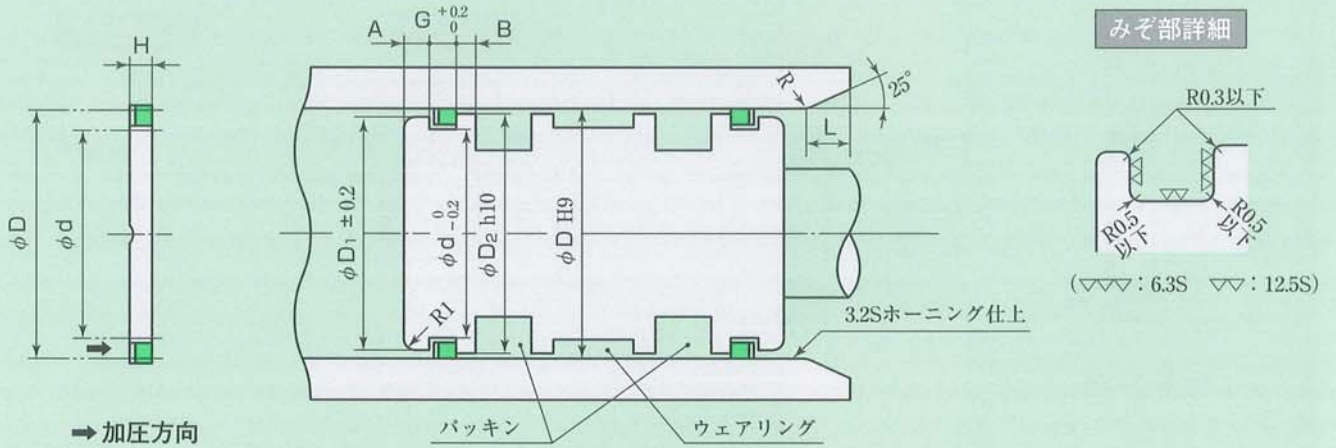 みぞ部詳細
H
A
G +0.2 0
B
R
25°
L
φD
φd
φD1 ±0.2
φd 0 -0.2
φD2 h10
φD H9
R1
R0.3以下
R0.5以下
R0.5以下
(▽▽▽：6.3S ▽▽：12.5S)
3.2Sホーニング仕上
➡加圧方向
パッキン
ウェアリング